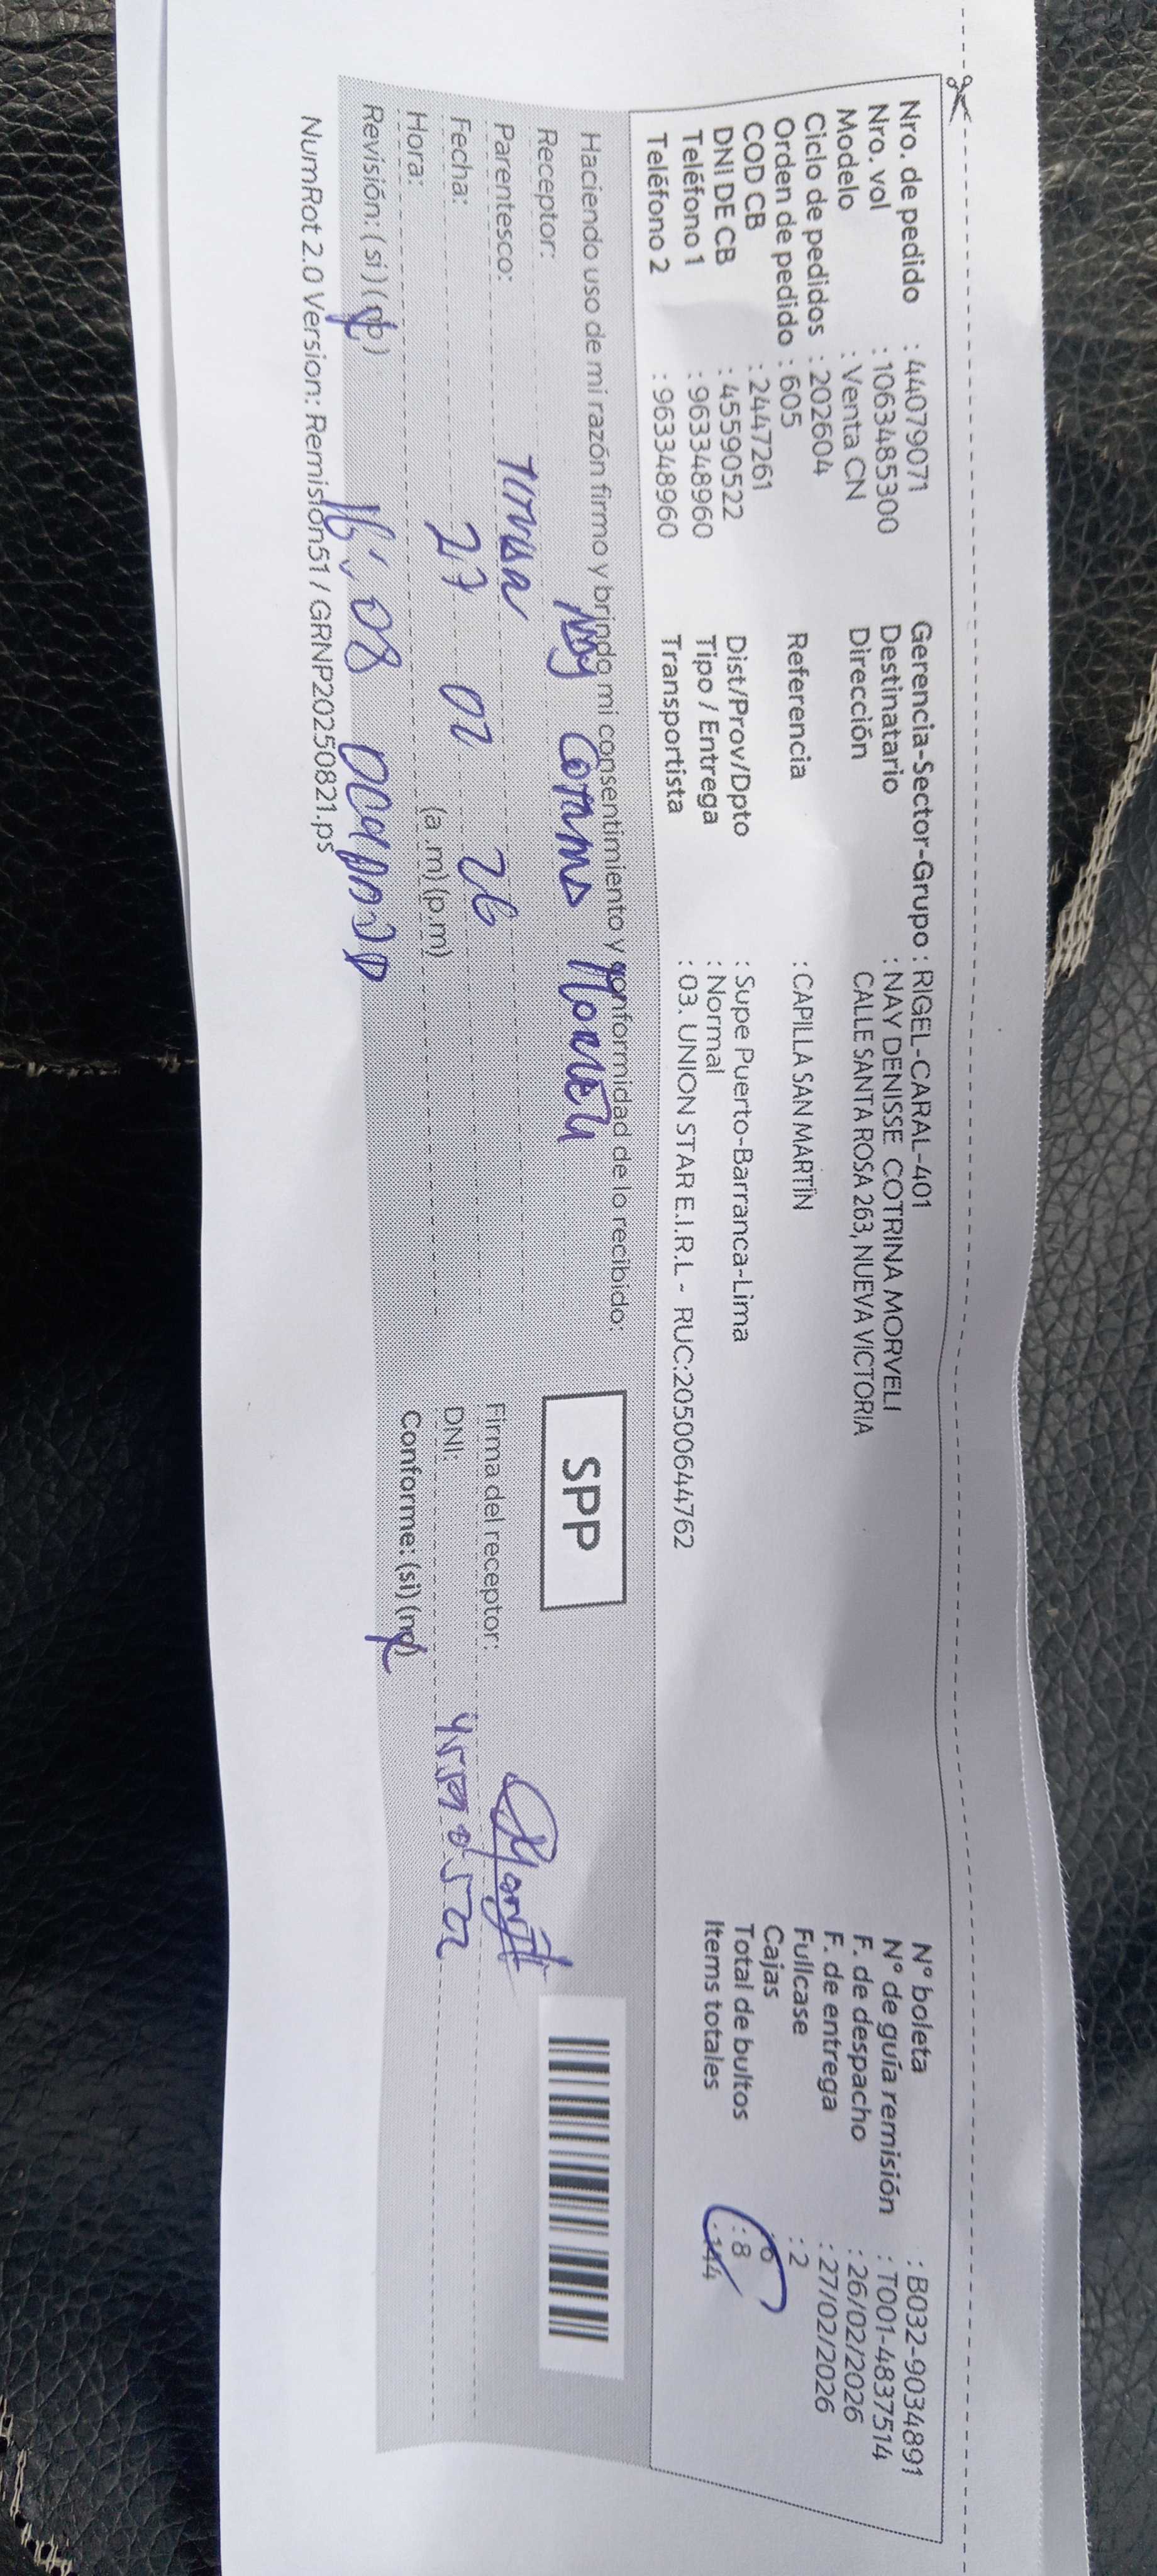 Nro. de pedido : 44079071
Nro. vol : 1063485300
Modelo : Venta CN
Ciclo de pedidos : 202604
Orden de pedido : 605
COD CB : 2447261
DNI DE CB : 45590522
Teléfono 1 : 963348960
Teléfono 2 : 963348960
Gerencia-Sector-Grupo : RIGEL-CARAL-401
Destinatario : NAY DENISSE COTRINA MORVELI
Dirección CALLE SANTA ROSA 263, NUEVA VICTORIA
Referencia : CAPILLA SAN MARTÍN
Dist/Prov/Dpto : Supe Puerto-Barranca-Lima
Tipo / Entrega : Normal
Transportista : 03. UNION STAR E.I.R.L - RUC:20500644762
N° boleta : B032-9034891
N° de guía remisión : T001-4837514
F. de despacho : 26/02/2026
F. de entrega : 27/02/2026
Fullcase : 2
Cajas : 6
Total de bultos : 8
Items totales : 144
Haciendo uso de mi razón firmo y brindo mi consentimiento y conformidad de lo recibido:
Receptor:
Parentesco:
Fecha: 27 02 26
Hora: 16:08 (a .m) (p.m)
Revisión: (si) (no)
SPP
Firma del receptor:
DNI: 45590522
Conforme: (si) (no)
NumRot 2.0 Version: Remision51 / GRNP20250821.ps